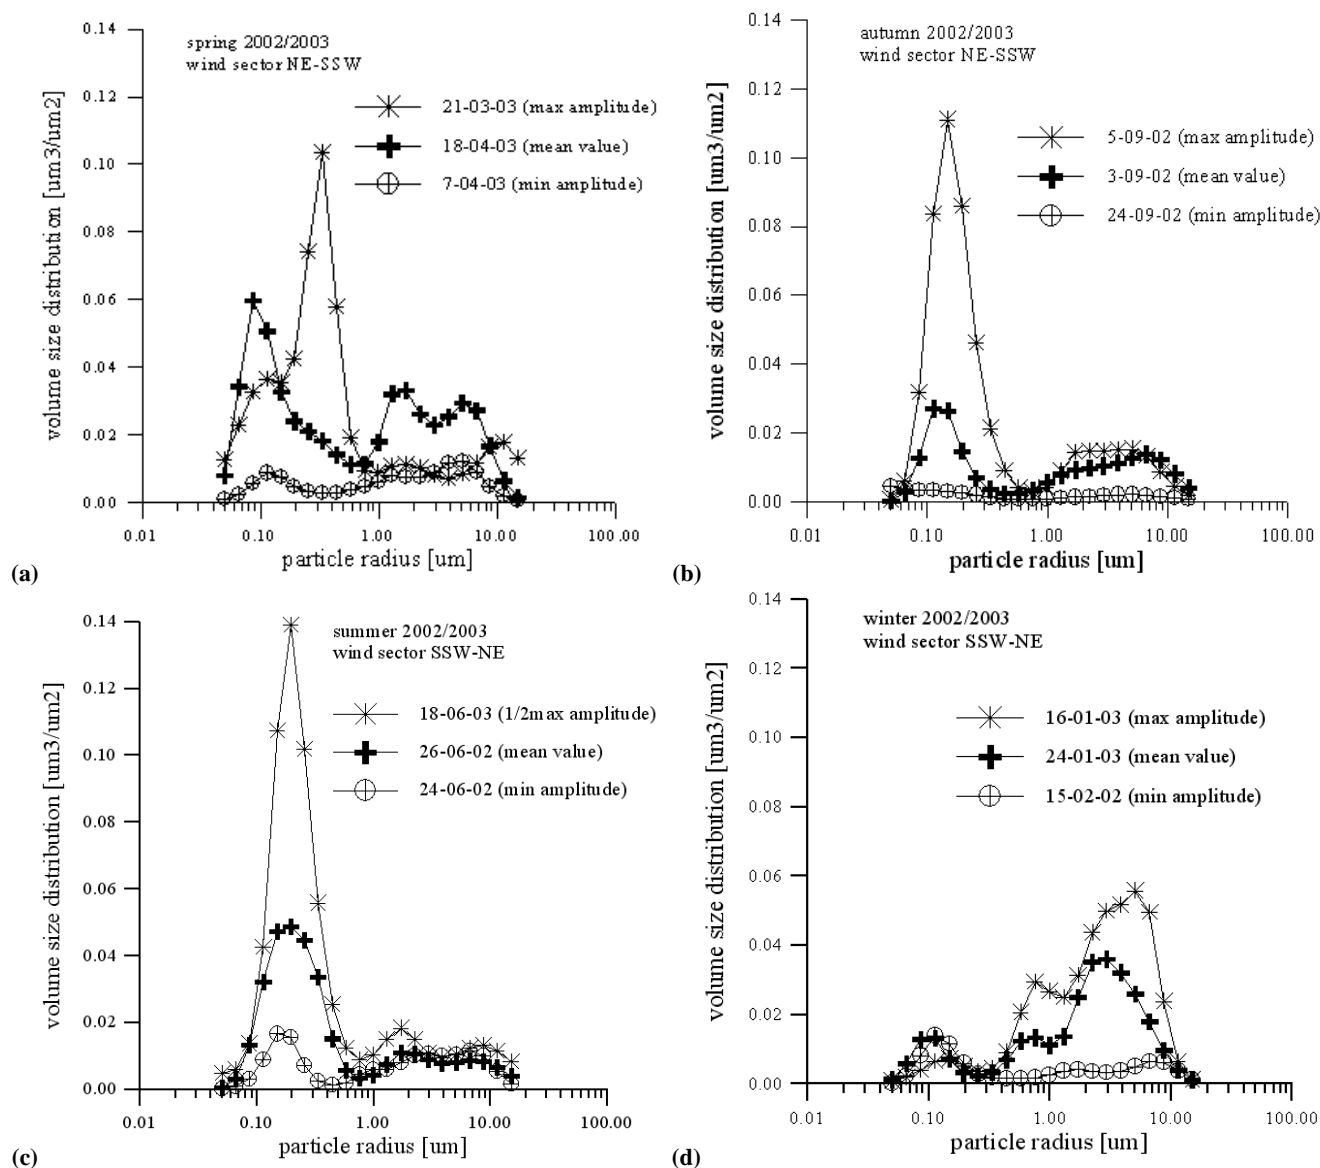 0.14
0.12
0.10
0.08
0.06
0.04
0.02
0.00
volume size distribution [um3/um2]
spring 2002/2003
wind sector NE-SSW
21-03-03 (max amplitude)
18-04-03 (mean value)
7-04-03 (min amplitude)
0.01
0.10
1.00
10.00
100.00
particle radius [um]
(a)
0.14
0.12
0.10
0.08
0.06
0.04
0.02
0.00
volume size distribution [um3/um2]
autumn 2002/2003
wind sector NE-SSW
5-09-02 (max amplitude)
3-09-02 (mean value)
24-09-02 (min amplitude)
0.01
0.10
1.00
10.00
100.00
particle radius [um]
(b)
0.14
0.12
0.10
0.08
0.06
0.04
0.02
0.00
volume size distribution [um3/um2]
summer 2002/2003
wind sector SSW-NE
18-06-03 (1/2max amplitude)
26-06-02 (mean value)
24-06-02 (min amplitude)
0.01
0.10
1.00
10.00
100.00
particle radius [um]
(c)
0.14
0.12
0.10
0.08
0.06
0.04
0.02
0.00
volume size distribution [um3/um2]
winter 2002/2003
wind sector SSW-NE
16-01-03 (max amplitude)
24-01-03 (mean value)
15-02-02 (min amplitude)
0.01
0.10
1.00
10.00
100.00
particle radius [um]
(d)